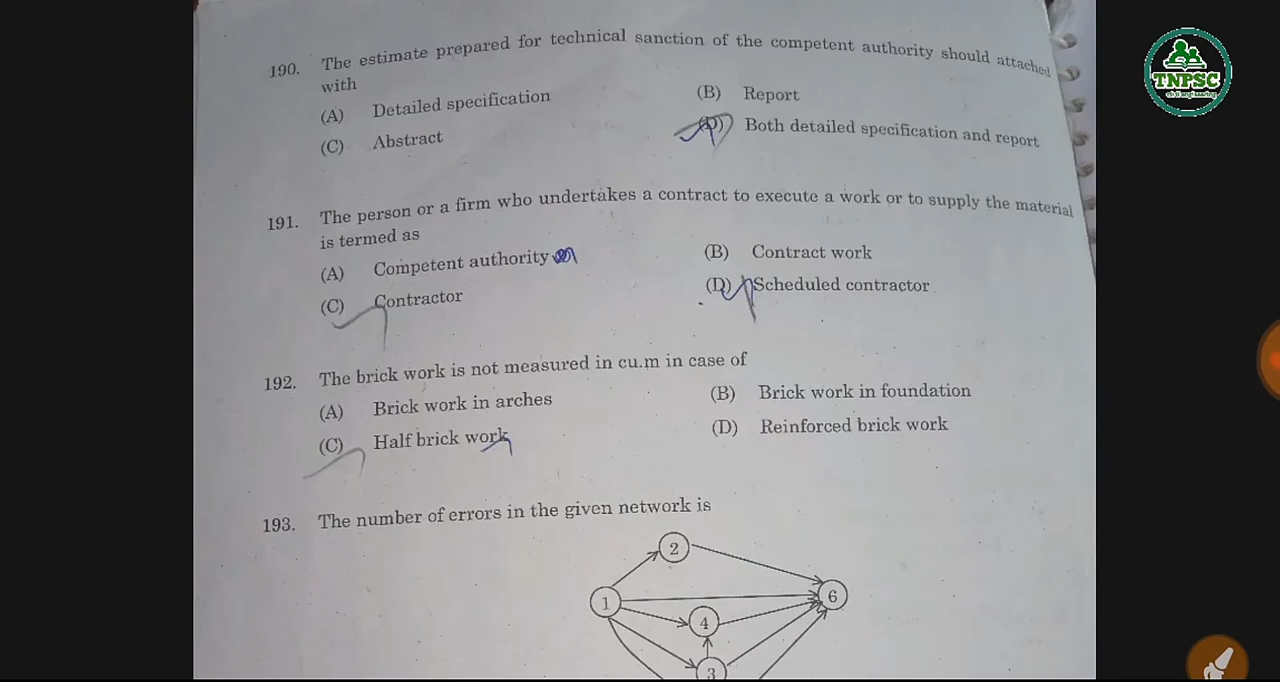 TNPSC
civil engineering
190. The estimate prepared for technical sanction of the competent authority should attached
with
(A) Detailed specification
(B) Report
(C) Abstract
(D) Both detailed specification and report
191. The person or a firm who undertakes a contract to execute a work or to supply the material
is termed as
(A) Competent authority
(B) Contract work
(C) Contractor
(D) Scheduled contractor
192. The brick work is not measured in cu.m in case of
(A) Brick work in arches
(B) Brick work in foundation
(C) Half brick work
(D) Reinforced brick work
193. The number of errors in the given network is
2
1
6
4
3